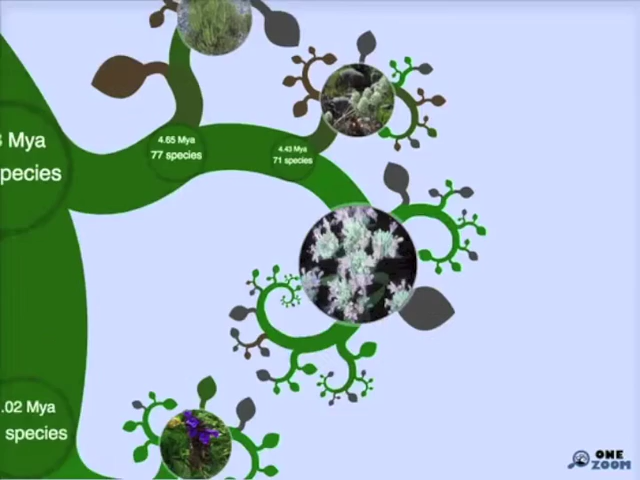 Mya
species
4.65 Mya
77 species
4.43 Mya
71 species
.02 Mya
species
ONE
ZOOM